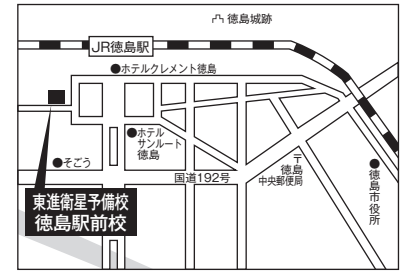 徳島城跡
JR徳島駅
●ホテルクレメント徳島
●ホテル
サンルート
徳島
●そごう
国道192号
〒
徳島
中央郵便局
●徳島市役所
東進衛星予備校
徳島駅前校